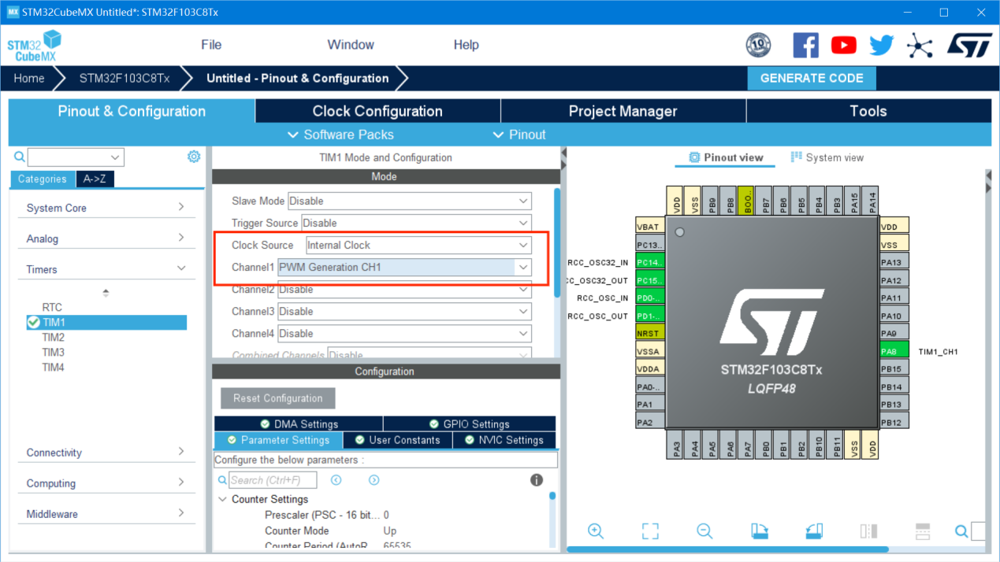 MX STM32CubeMX Untitled*: STM32F103C8Tx
STM32 CubeMX
File Window Help
10
Home STM32F103C8Tx Untitled - Pinout & Configuration GENERATE CODE
Pinout & Configuration Clock Configuration Project Manager Tools
Software Packs Pinout
Categories A->Z
System Core
Analog
Timers
RTC
TIM1
TIM2
TIM3
TIM4
Connectivity
Computing
Middleware
TIM1 Mode and Configuration
Mode
Slave Mode Disable
Trigger Source Disable
Clock Source Internal Clock
Channel1 PWM Generation CH1
Channel2 Disable
Channel3 Disable
Channel4 Disable
Combined Channels Disable
Configuration
Reset Configuration
DMA Settings GPIO Settings
Parameter Settings User Constants NVIC Settings
Configure the below parameters :
Search (Ctrl+F)
Counter Settings
Prescaler (PSC - 16 bit... 0
Counter Mode Up
Counter Period (AutoR... 65535
Pinout view System view
VDD VSS PB9 PB8 BOO.. PB7 PB6 PB5 PB4 PB3 PA15 PA14
VBAT VDD
PC13.. VSS
RCC_OSC32_IN PC14.. PA13
CC_OSC32_OUT PC15.. PA12
RCC_OSC_IN PD0-.. PA11
RCC_OSC_OUT PD1-.. PA10
NRST PA9
VSSA PA8 TIM1_CH1
VDDA PB15
PA0-.. PB14
PA1 PB13
PA2 PB12
ST
STM32F103C8Tx
LQFP48
PA3 PA4 PA5 PA6 PA7 PB0 PB1 PB2 PB10 PB11 VSS VDD